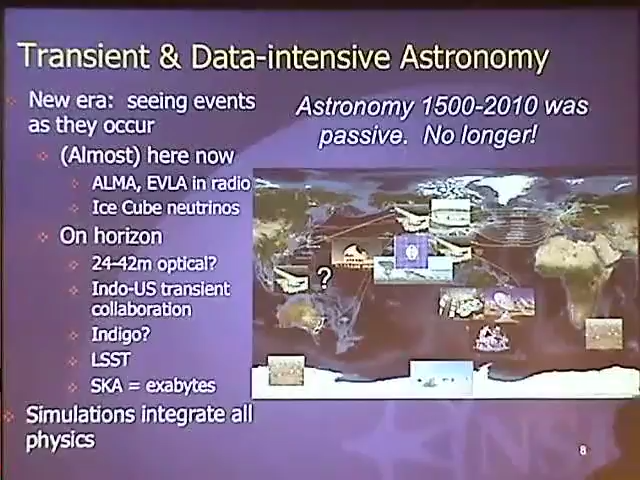 Transient & Data-intensive Astronomy
New era: seeing events
as they occur
(Almost) here now
ALMA, EVLA in radio
Ice Cube neutrinos
On horizon
24-42m optical?
Indo-US transient
collaboration
Indigo?
LSST
SKA = exabytes
Simulations integrate all
physics
Astronomy 1500-2010 was
passive. No longer!
?
NSF
8